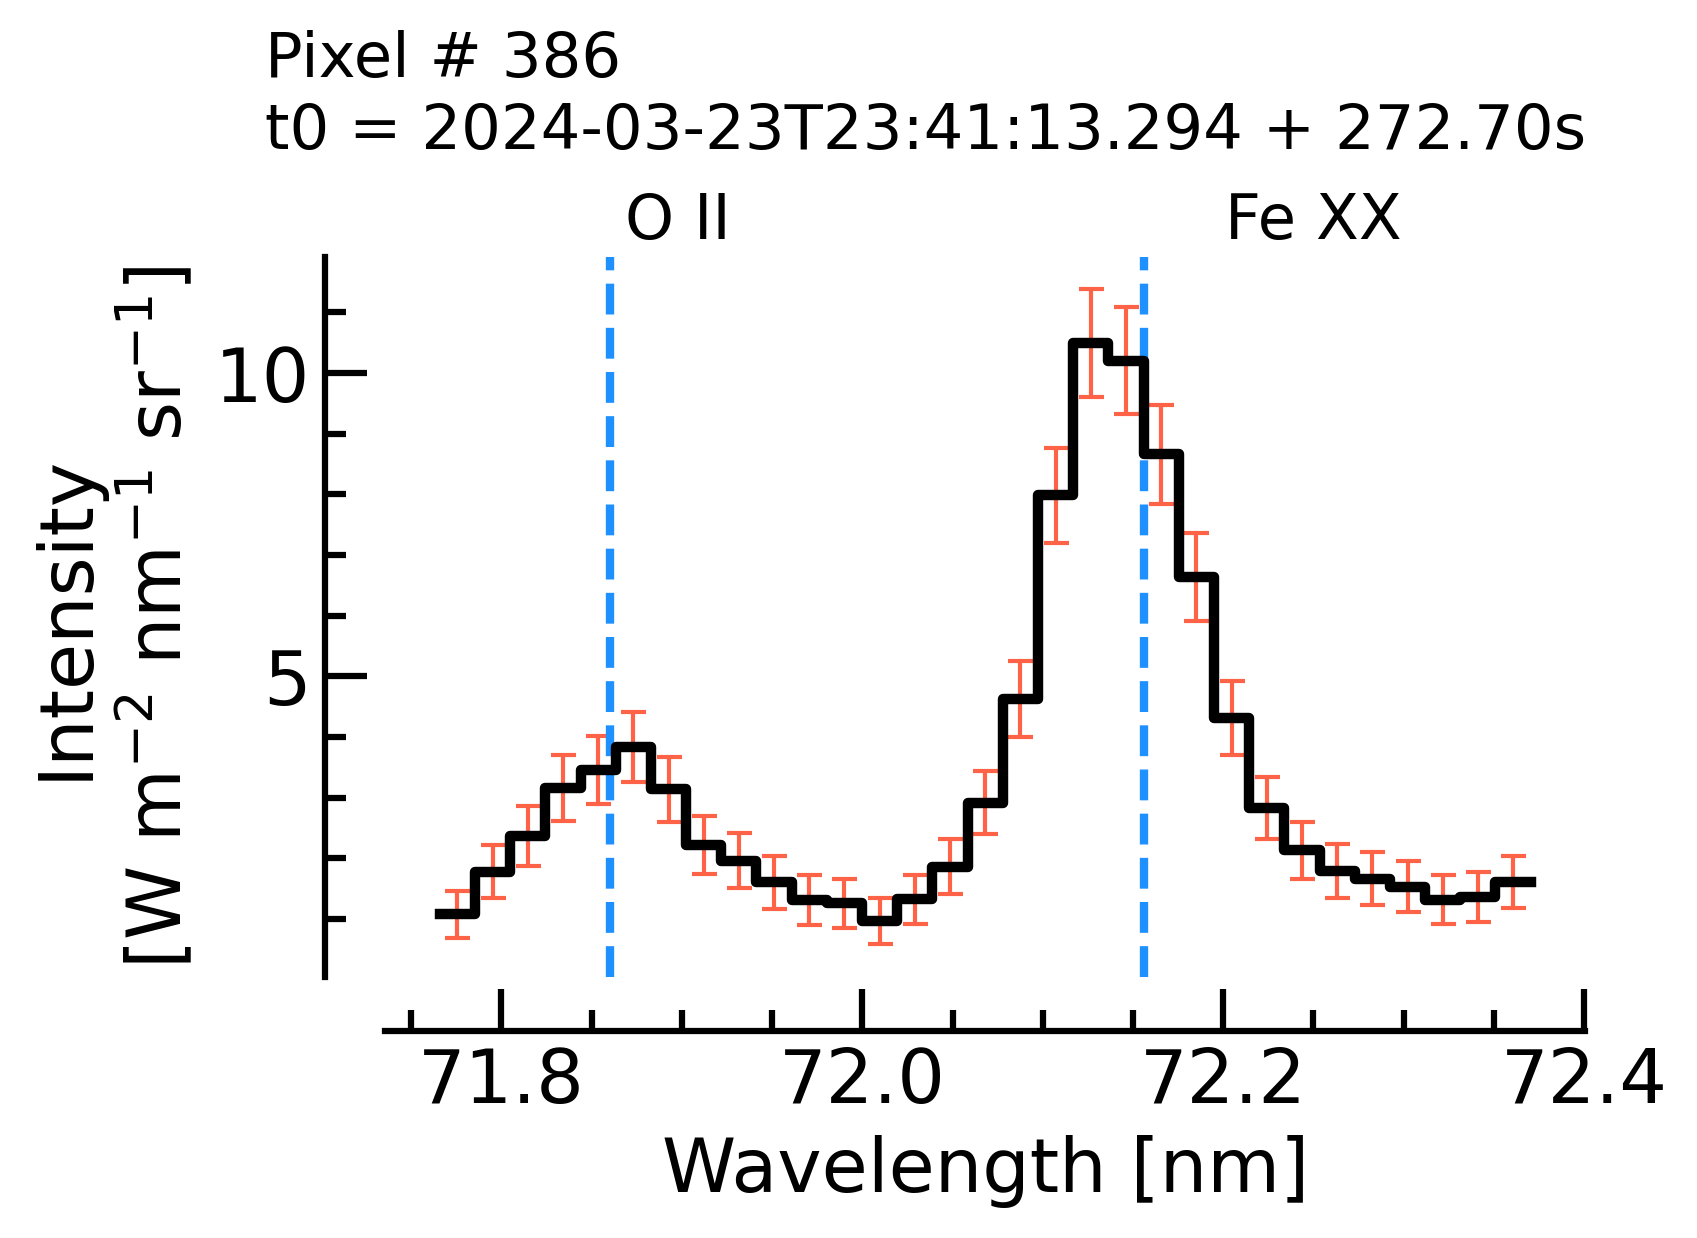 Pixel # 386
t0 = 2024-03-23T23:41:13.294 + 272.70s
O II
Fe XX
Intensity
[W m⁻² nm⁻¹ sr⁻¹]
10
5
71.8
72.0
72.2
72.4
Wavelength [nm]